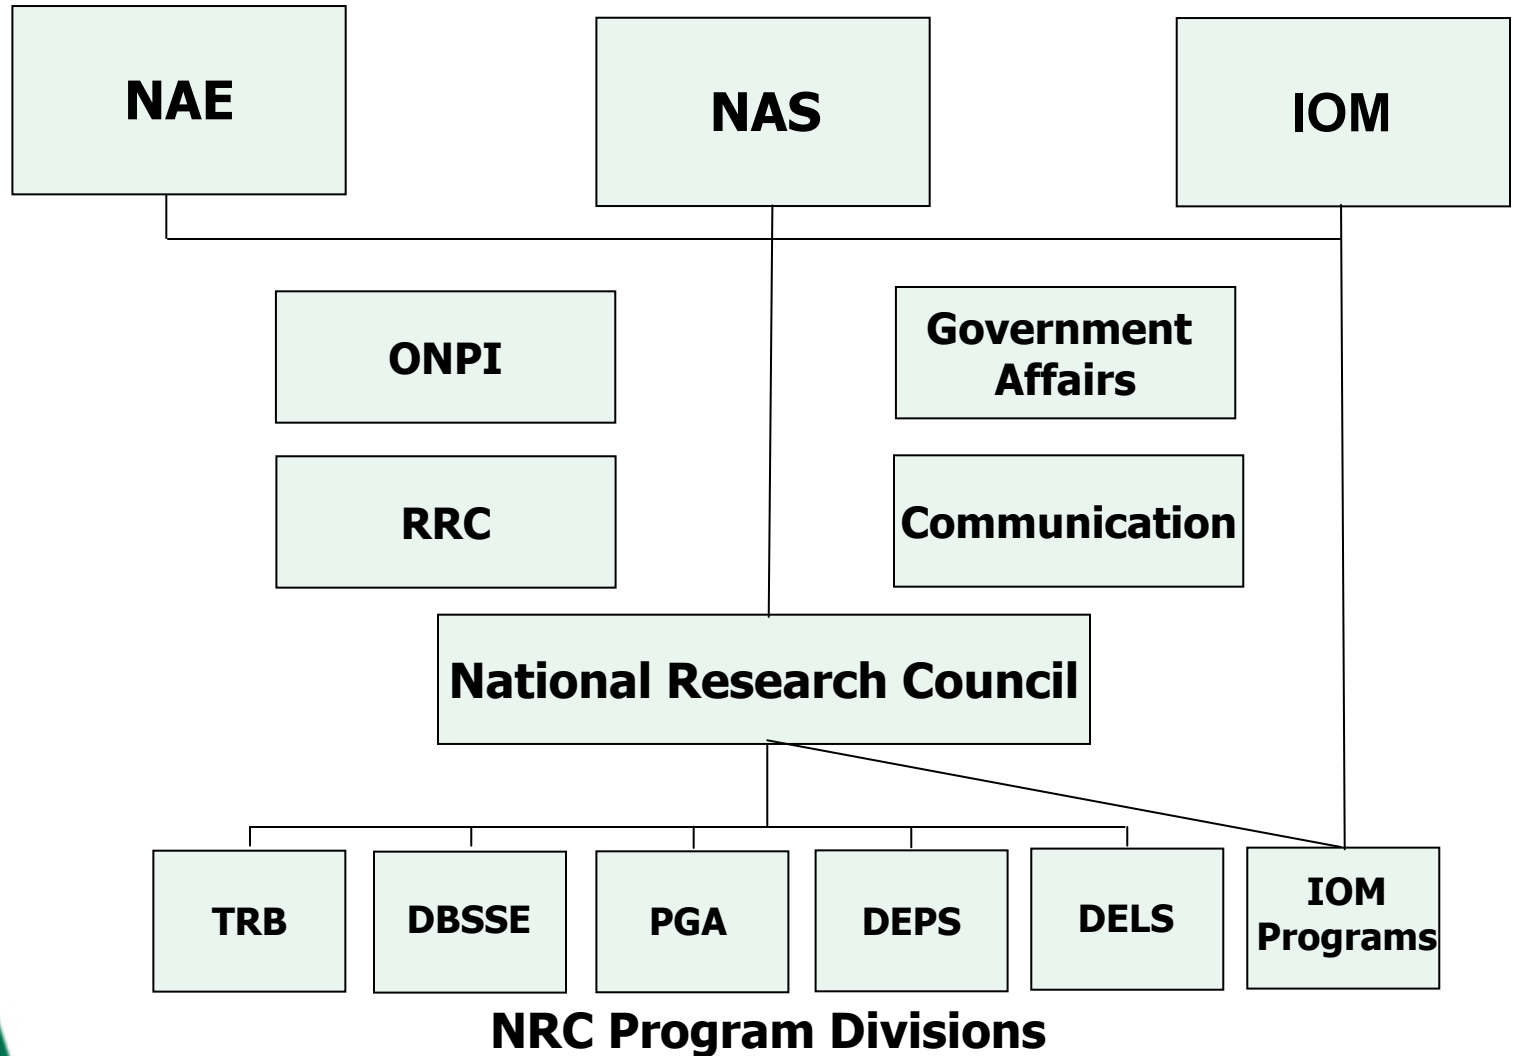 NAE
NAS
IOM
ONPI
Government
Affairs
RRC
Communication
National Research Council
TRB
DBSSE
PGA
DEPS
DELS
IOM
Programs
NRC Program Divisions